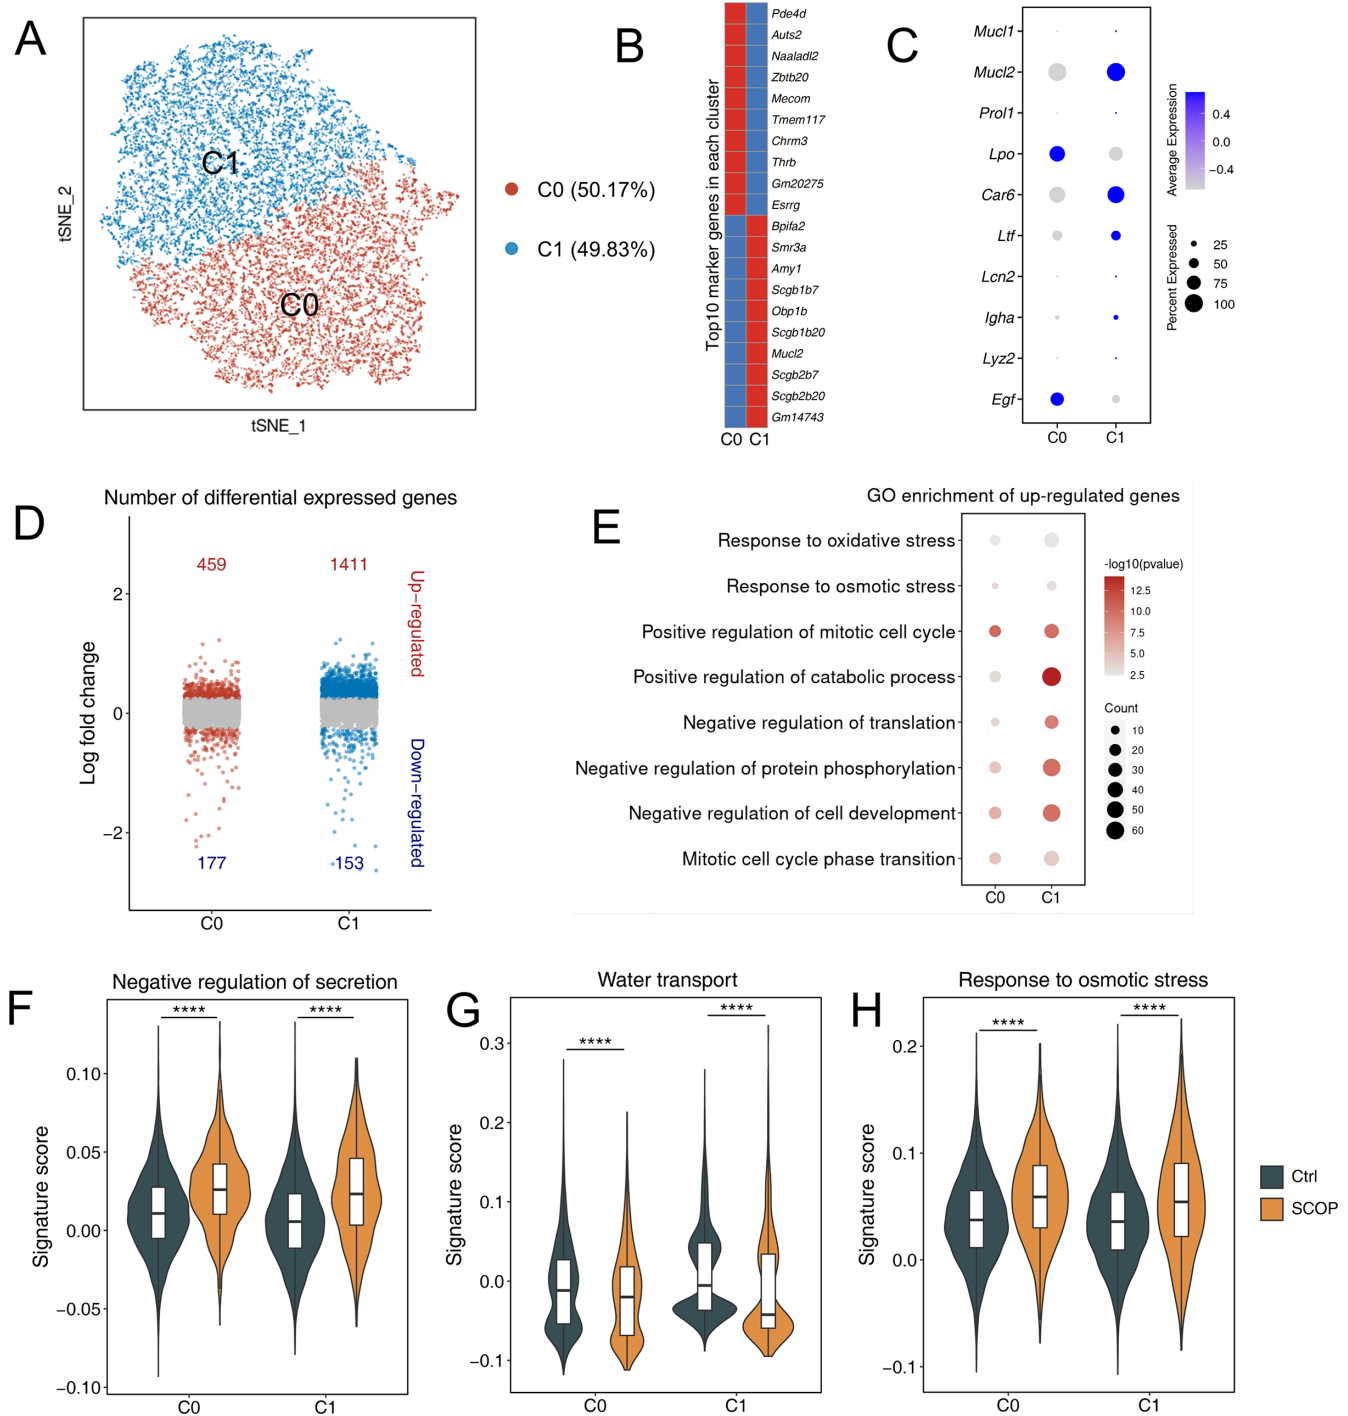 A
C1
C0
tSNE_2
tSNE_1
C0 (50.17%)
C1 (49.83%)
B
Top10 marker genes in each cluster
Pde4d
Auts2
Naaladl2
Zbtb20
Mecom
Tmem117
Chrm3
Thrb
Gm20275
Esrrg
Bpifa2
Smr3a
Amy1
Scgb1b7
Obp1b
Scgb1b20
Mucl2
Scgb2b7
Scgb2b20
Gm14743
C0 C1
C
Mucl1
Mucl2
Prol1
Lpo
Car6
Ltf
Lcn2
Igha
Lyz2
Egf
C0 C1
Average Expression
0.4
0.0
−0.4
Percent Expressed
25
50
75
100
D
Number of differential expressed genes
459 1411
Up−regulated
Log fold change
2
0
−2
Down−regulated
177 153
C0 C1
E
GO enrichment of up-regulated genes
Response to oxidative stress
Response to osmotic stress
Positive regulation of mitotic cell cycle
Positive regulation of catabolic process
Negative regulation of translation
Negative regulation of protein phosphorylation
Negative regulation of cell development
Mitotic cell cycle phase transition
C0 C1
-log10(pvalue)
12.5
10.0
7.5
5.0
2.5
Count
10
20
30
40
50
60
F
Negative regulation of secretion
**** ****
Signature score
0.10
0.05
0.00
−0.05
−0.10
C0 C1
G
Water transport
**** ****
Signature score
0.3
0.2
0.1
0.0
−0.1
C0 C1
H
Response to osmotic stress
**** ****
Signature score
0.2
0.1
0.0
−0.1
C0 C1
Ctrl
SCOP